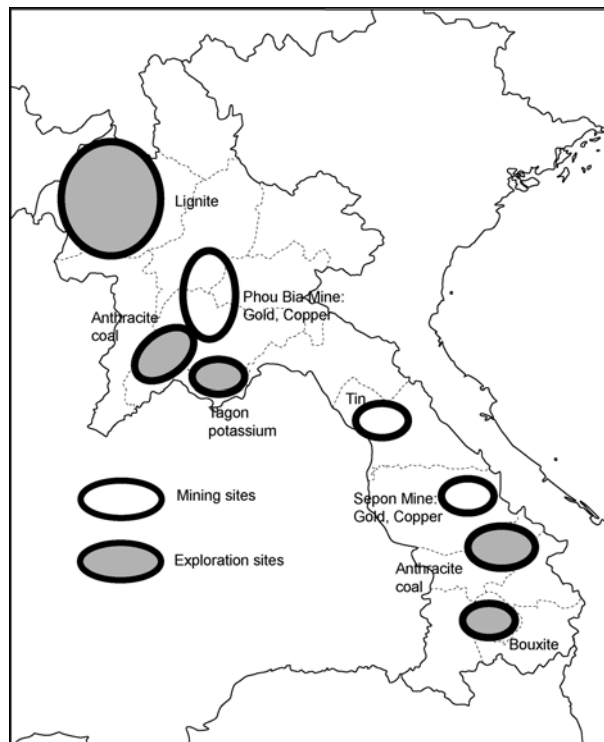 Lignite
Phou Bia Mine:
Gold, Copper
Anthracite
coal
Tagon
potassium
Tin
Mining sites
Sepon Mine:
Gold, Copper
Exploration sites
Anthracite
coal
Bouxite